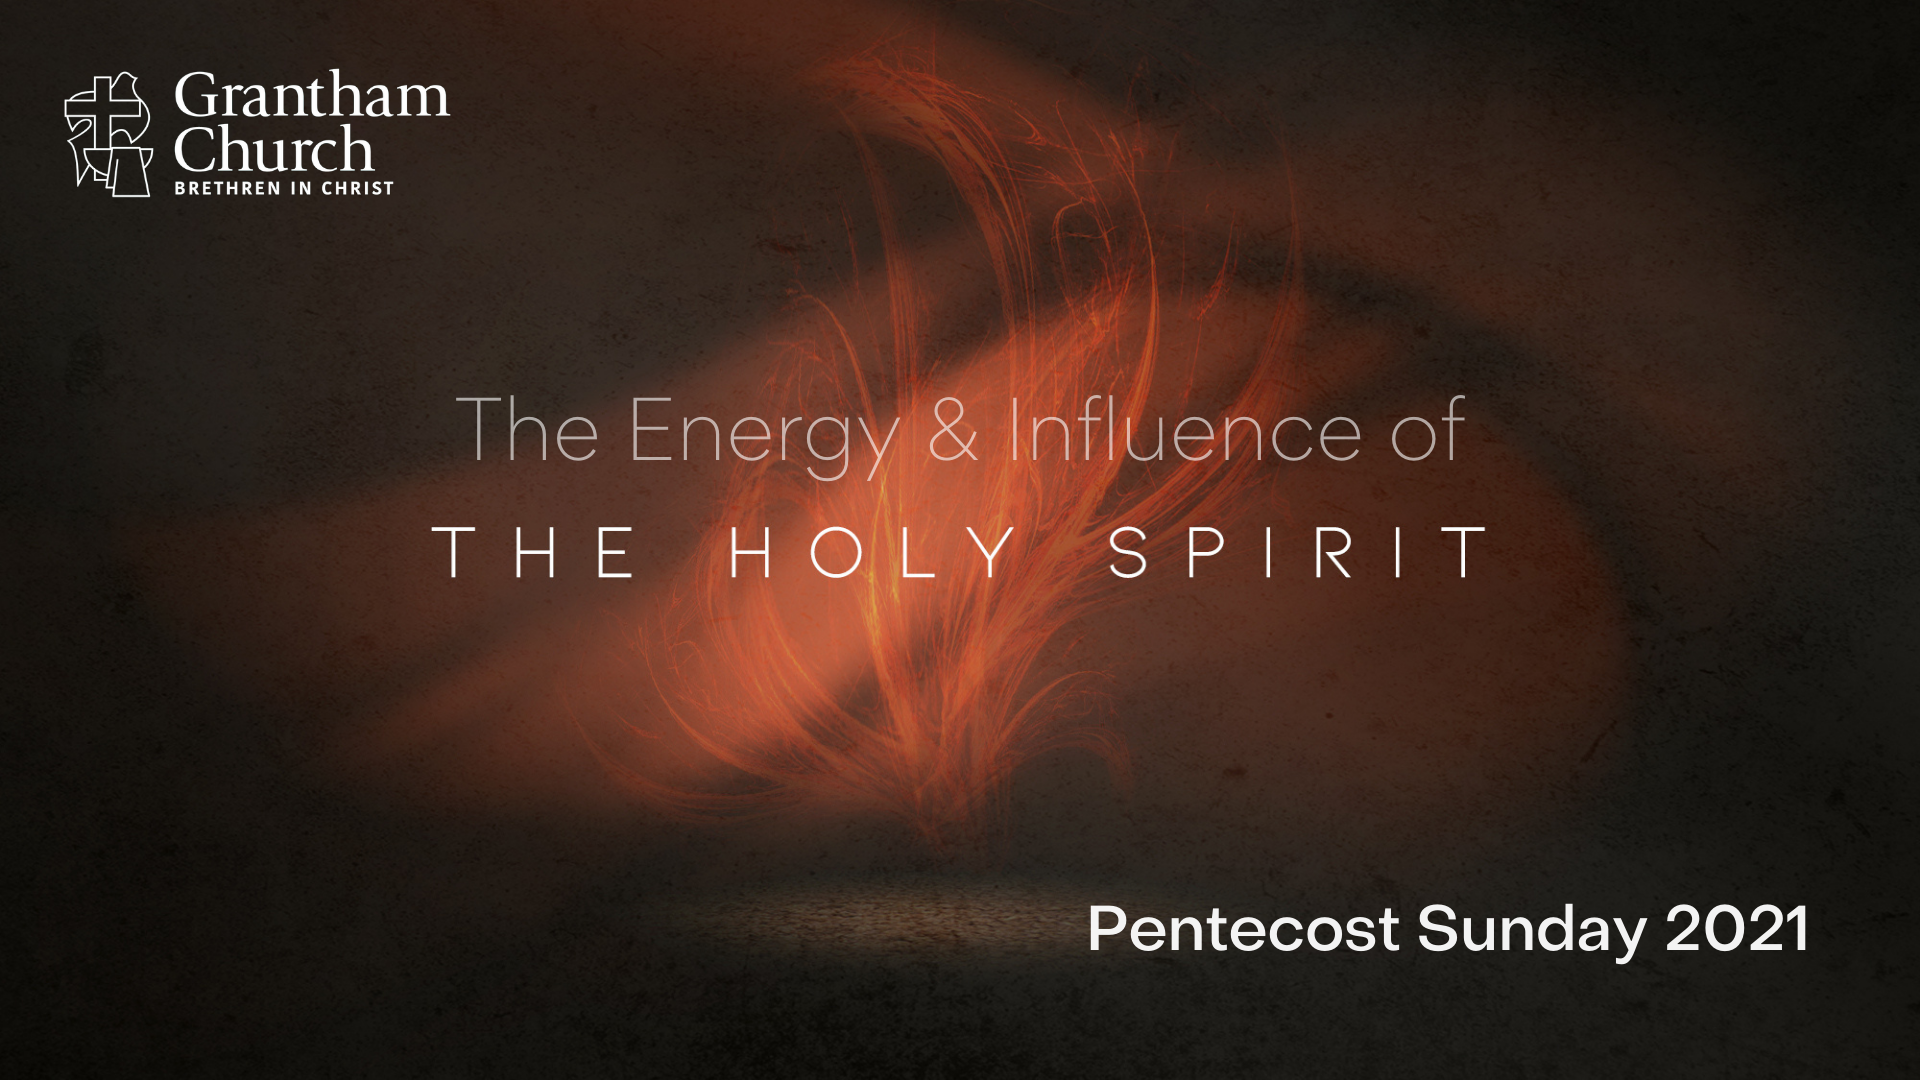 Grantham
Church
BRETHREN IN CHRIST
The Energy & Influence of
THE HOLY SPIRIT
Pentecost Sunday 2021